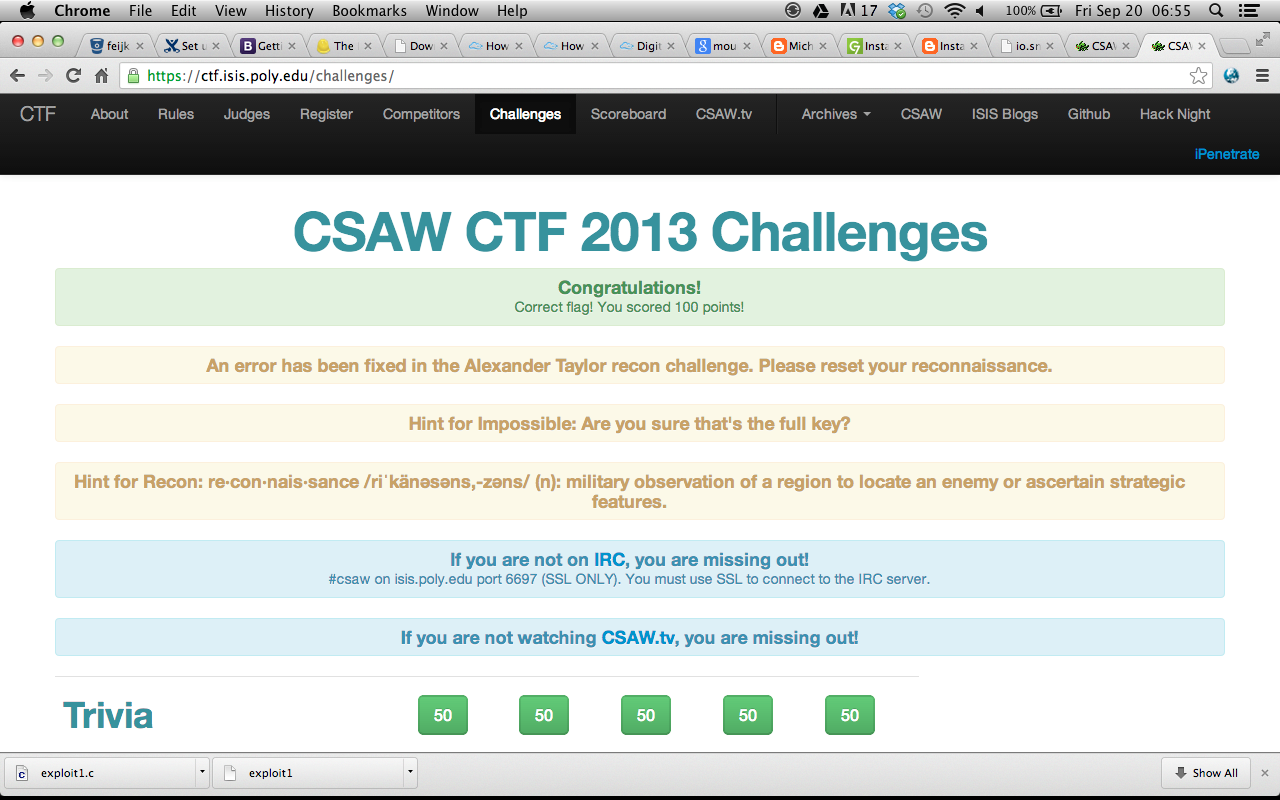 Chrome File Edit View History Bookmarks Window Help 17 100% Fri Sep 20 06:55
feijk Set u Getti The Dow How How Digit mou Mich Insta Insta io.sn CSA CSA
https://ctf.isis.poly.edu/challenges/
CTF About Rules Judges Register Competitors Challenges Scoreboard CSAW.tv Archives CSAW ISIS Blogs Github Hack Night
iPenetrate
CSAW CTF 2013 Challenges
Congratulations!
Correct flag! You scored 100 points!
An error has been fixed in the Alexander Taylor recon challenge. Please reset your reconnaissance.
Hint for Impossible: Are you sure that's the full key?
Hint for Recon: re·con·nais·sance /riˈkänəsəns,-zəns/ (n): military observation of a region to locate an enemy or ascertain strategic
features.
If you are not on IRC, you are missing out!
#csaw on isis.poly.edu port 6697 (SSL ONLY). You must use SSL to connect to the IRC server.
If you are not watching CSAW.tv, you are missing out!
Trivia 50 50 50 50 50
exploit1.c exploit1 Show All